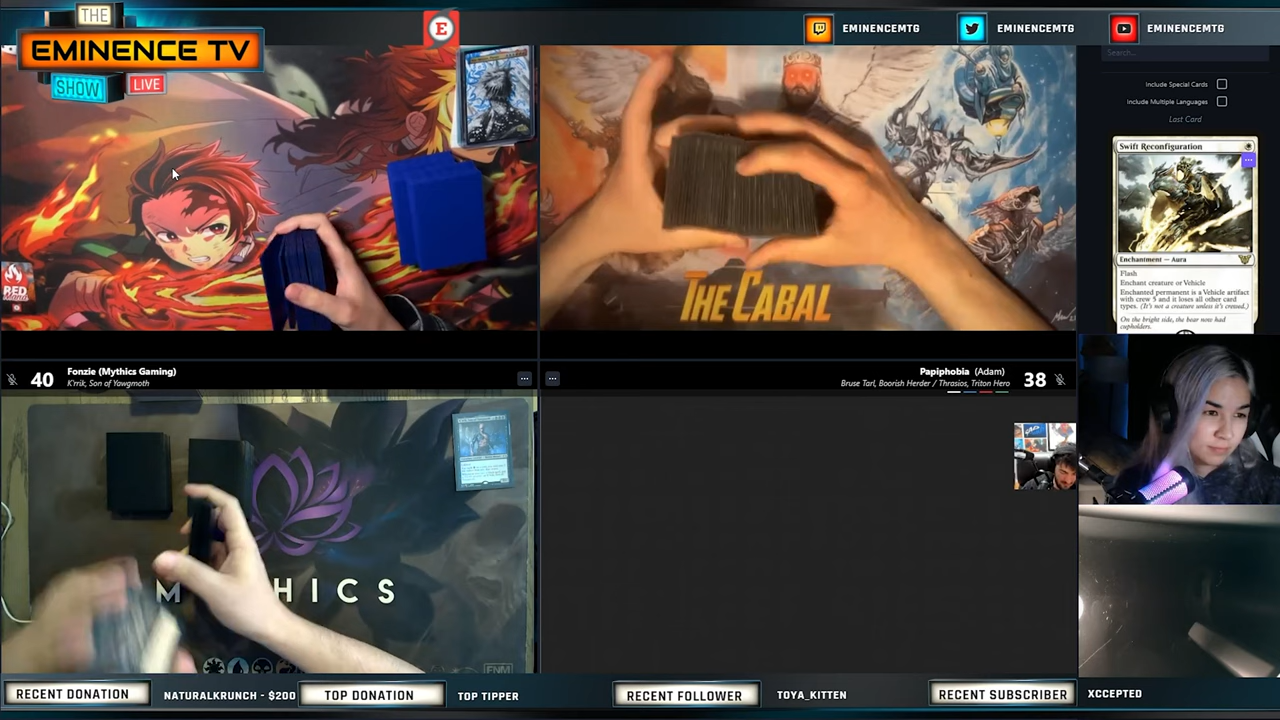 THE
EMINENCE TV
SHOW
LIVE
E
EMINENCEMTG
EMINENCEMTG
EMINENCEMTG
Search...
Include Special Cards
Include Multiple Languages
Last Card
Swift Reconfiguration
Enchantment — Aura
Flash
Enchant creature or Vehicle
Enchanted permanent is a Vehicle artifact
with crew 5 and it loses all other card
types. (It's not a creature unless it's crewed.)
On the bright side, the bear now had
cupholders.
RED
THE CABAL
40
Fonzie (Mythics Gaming)
K'rrik, Son of Yawgmoth
Papiphobia (Adam)
Bruse Tarl, Boorish Herder / Thrasios, Triton Hero
38
M HICS
FNM
RECENT DONATION
NATURALKRUNCH - $200
TOP DONATION
TOP TIPPER
RECENT FOLLOWER
TOYA_KITTEN
RECENT SUBSCRIBER
XCCEPTED